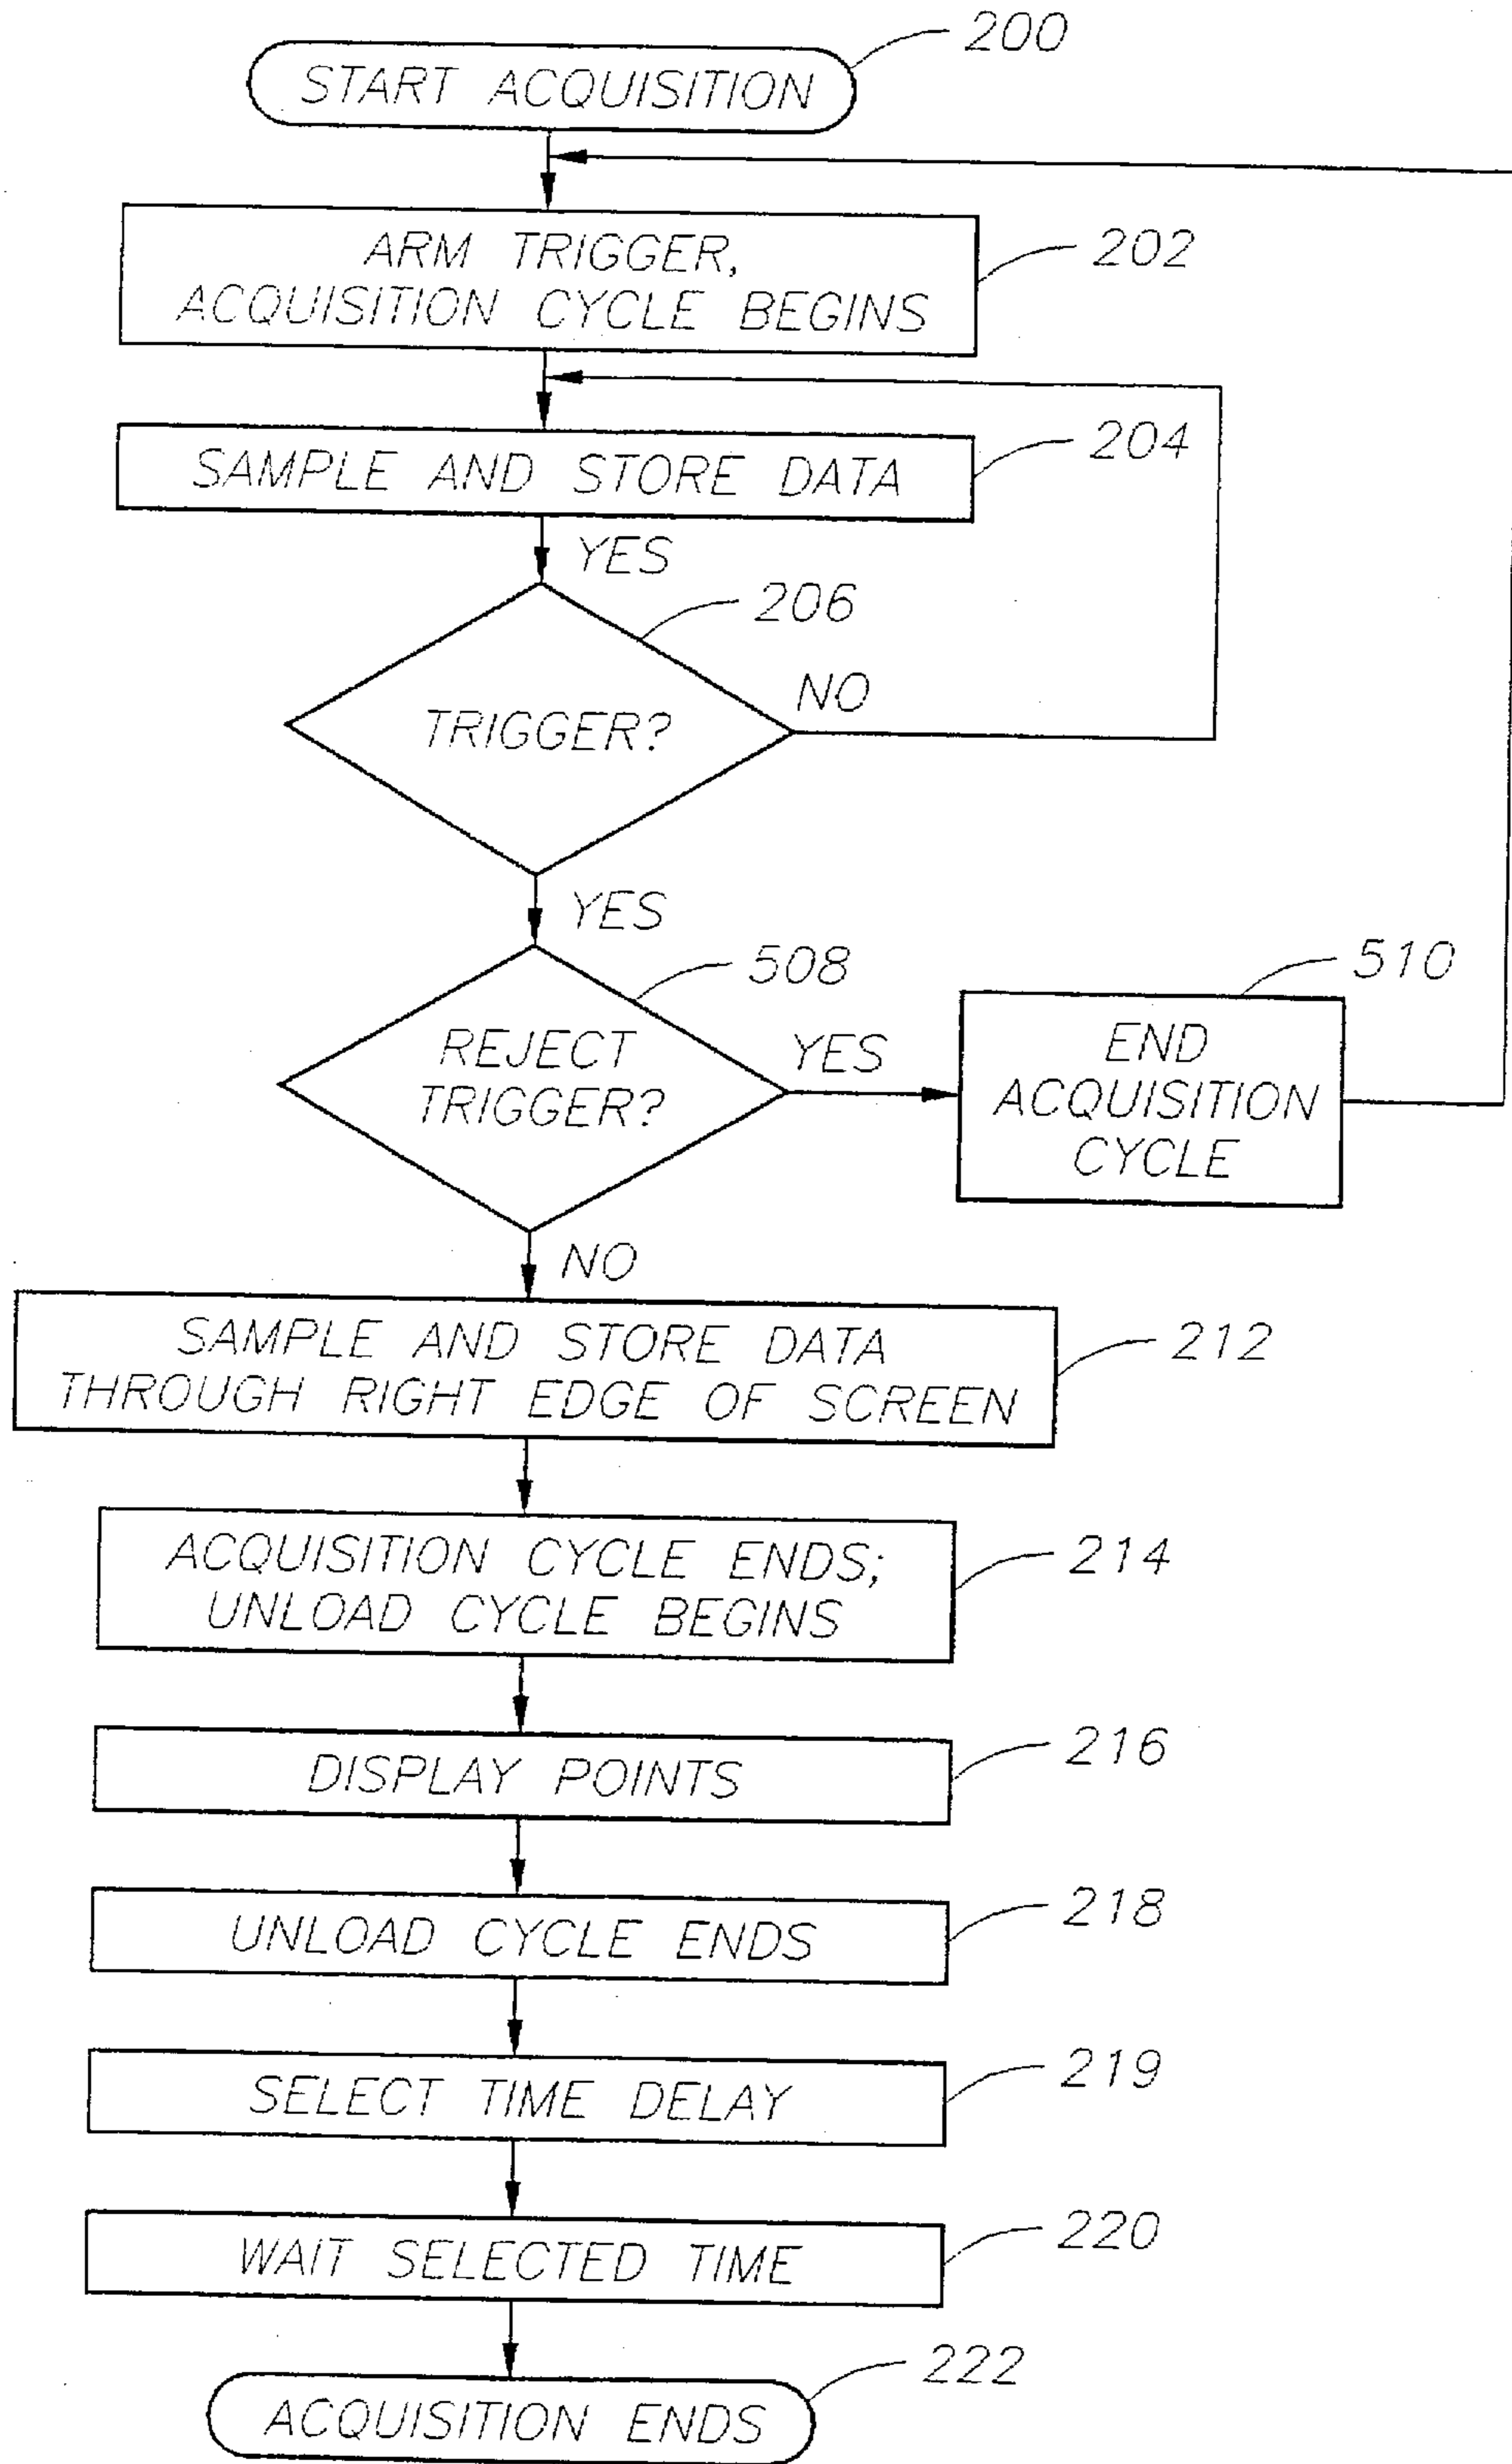 200
START ACQUISITION
ARM TRIGGER,
ACQUISITION CYCLE BEGINS
202
SAMPLE AND STORE DATA
204
YES
206
TRIGGER?
NO
YES
508
REJECT
TRIGGER?
YES
510
END
ACQUISITION
CYCLE
NO
SAMPLE AND STORE DATA
THROUGH RIGHT EDGE OF SCREEN
212
ACQUISITION CYCLE ENDS;
UNLOAD CYCLE BEGINS
214
DISPLAY POINTS
216
UNLOAD CYCLE ENDS
218
SELECT TIME DELAY
219
WAIT SELECTED TIME
220
222
ACQUISITION ENDS